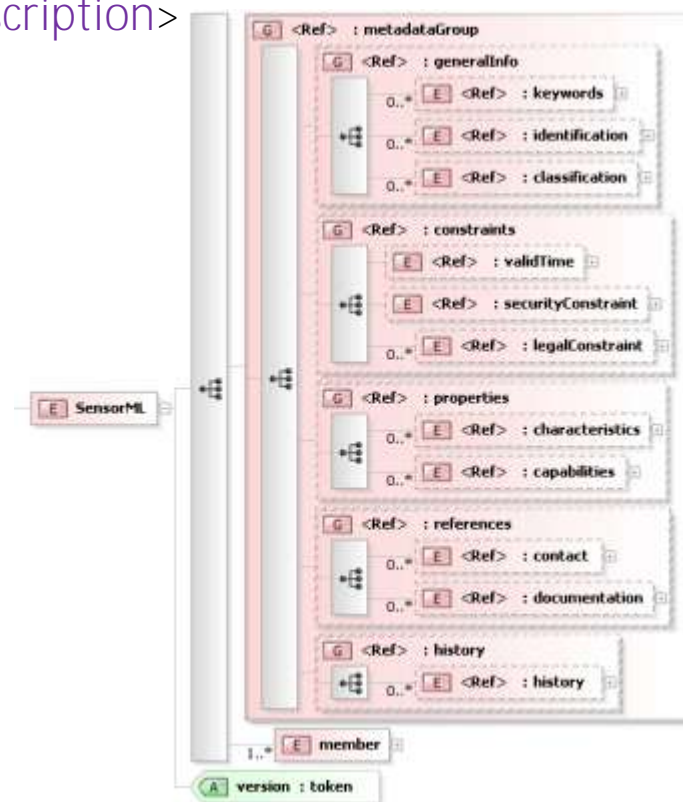 scription>
G <Ref> : metadataGroup
G <Ref> : generalInfo
0..* E <Ref> : keywords
0..* E <Ref> : identification
0..* E <Ref> : classification
G <Ref> : constraints
E <Ref> : validTime
E <Ref> : securityConstraint
0..* E <Ref> : legalConstraint
E SensorML
G <Ref> : properties
0..* E <Ref> : characteristics
0..* E <Ref> : capabilities
G <Ref> : references
0..* E <Ref> : contact
0..* E <Ref> : documentation
G <Ref> : history
0..* E <Ref> : history
1..* E member
A version : token